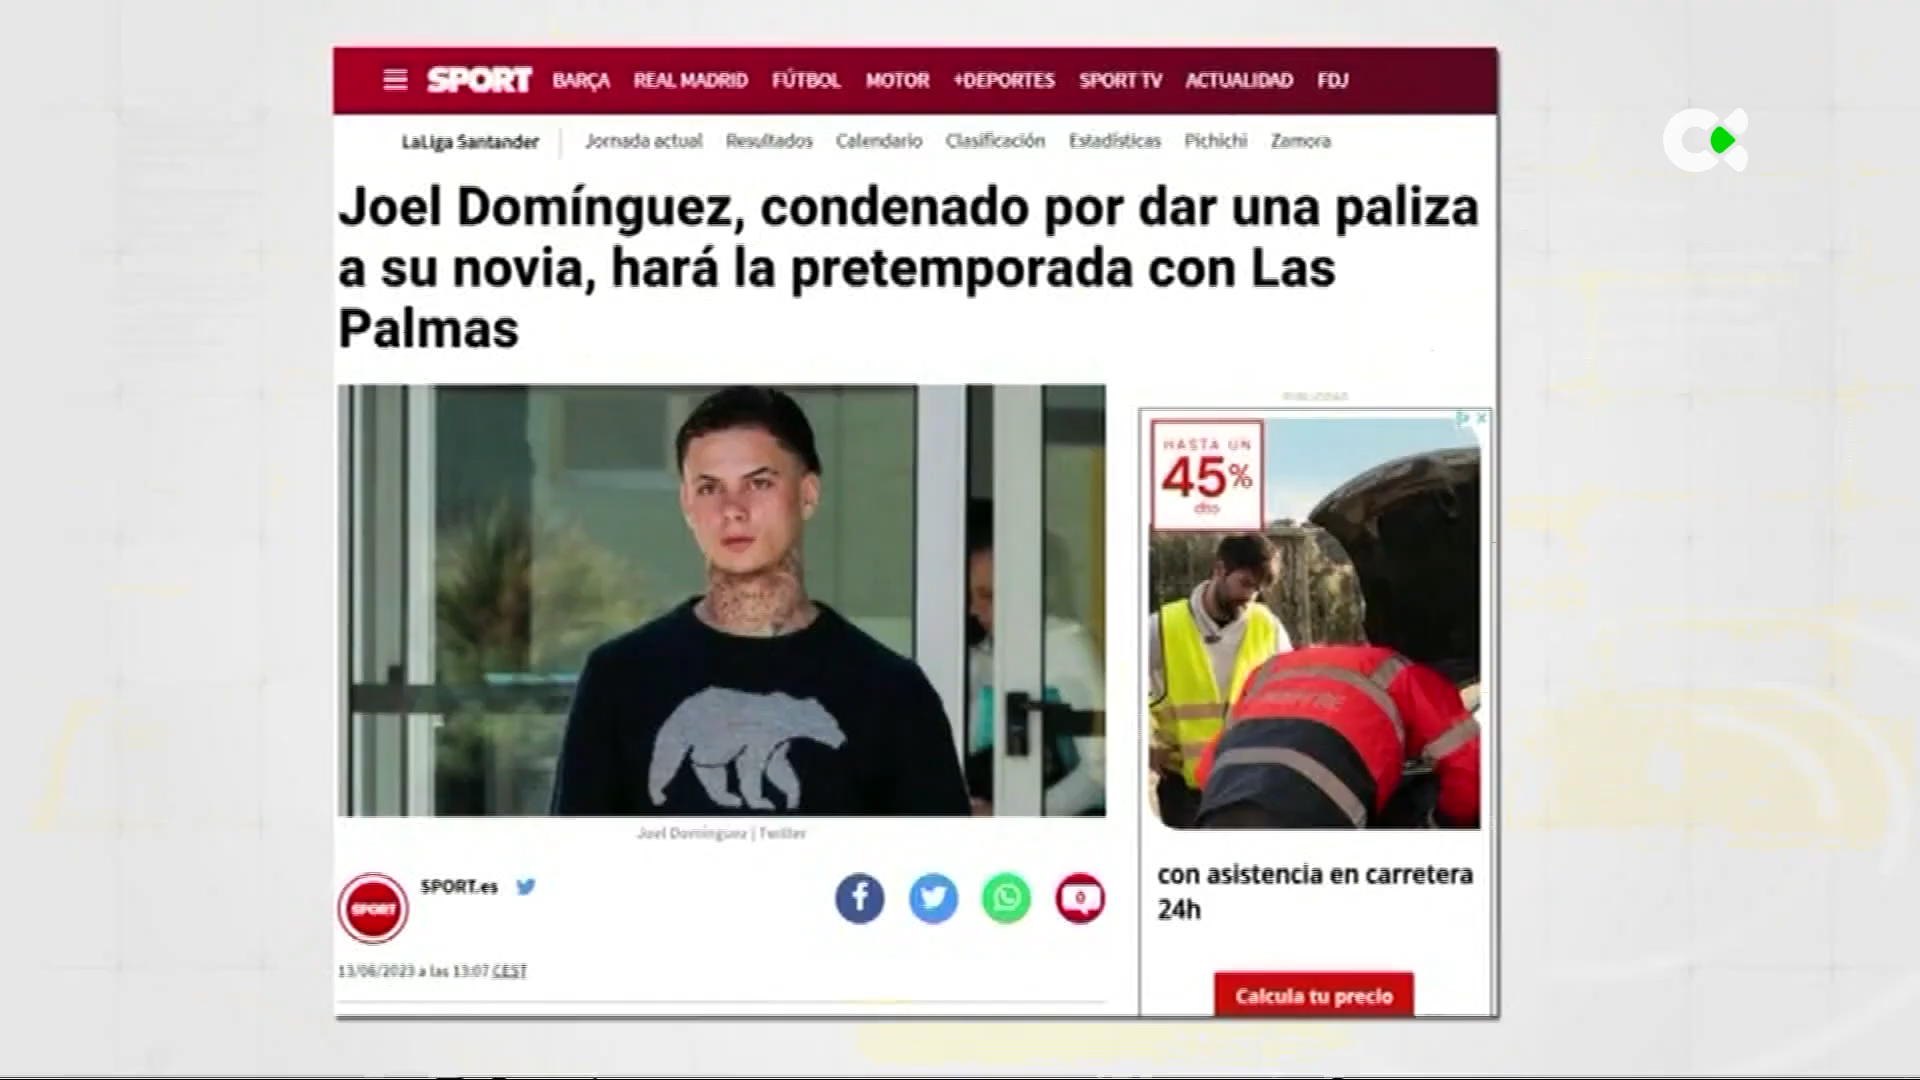 SPORT BARÇA REAL MADRID FÚTBOL MOTOR +DEPORTES SPORT TV ACTUALIDAD FDJ
LaLiga Santander Jornada actual Resultados Calendario Clasificación Estadísticas Pichichi Zamora
Joel Domínguez, condenado por dar una paliza
a su novia, hará la pretemporada con Las
Palmas
PUBLICIDAD
HASTA UN
45%
dto
Joel Domínguez | Twitter
SPORT
SPORT.es
0
13/06/2023 a las 13:07 CEST
con asistencia en carretera
24h
Calcula tu precio